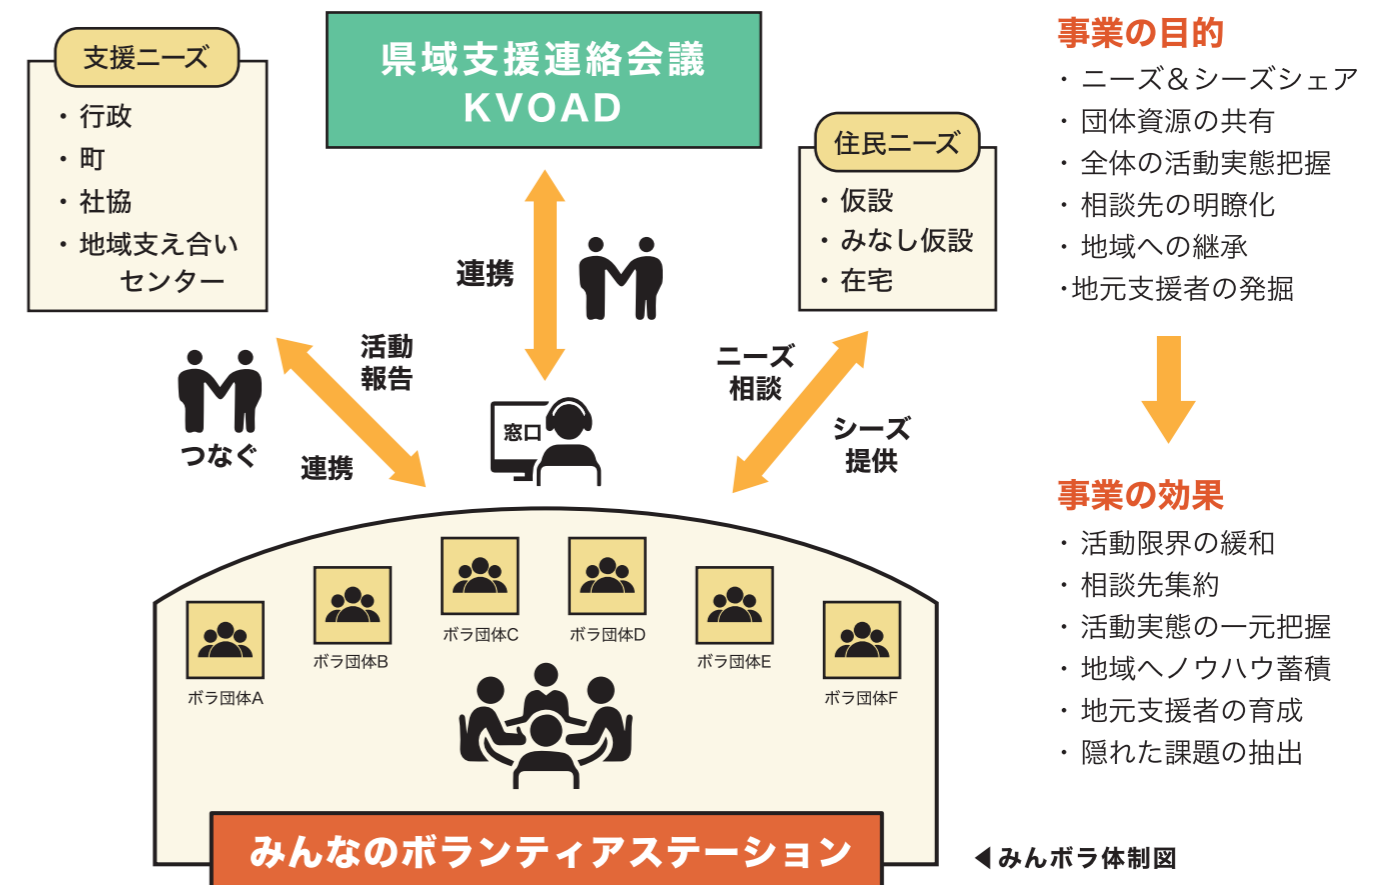 支援ニーズ
・行政
・町
・社協
・地域支え合い
センター
県域支援連絡会議
KVOAD
住民ニーズ
・仮設
・みなし仮設
・在宅
連携
活動
報告
つなぐ
連携
窓口
ニーズ
相談
シーズ
提供
ボラ団体A
ボラ団体B
ボラ団体C
ボラ団体D
ボラ団体E
ボラ団体F
みんなのボランティアステーション
事業の目的
・ニーズ＆シーズシェア
・団体資源の共有
・全体の活動実態把握
・相談先の明瞭化
・地域への継承
・地元支援者の発掘
事業の効果
・活動限界の緩和
・相談先集約
・活動実態の一元把握
・地域へノウハウ蓄積
・地元支援者の育成
・隠れた課題の抽出
◀みんボラ体制図